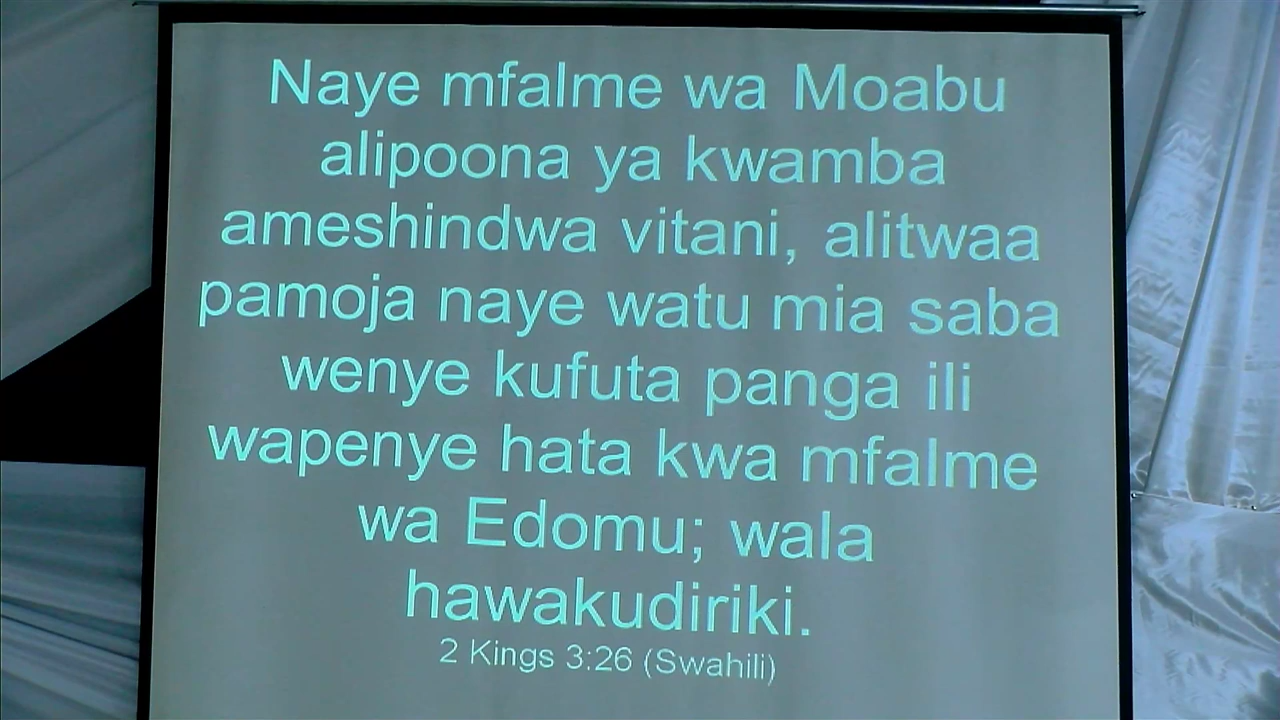 Naye mfalme wa Moabu
alipoona ya kwamba
ameshindwa vitani, alitwaa
pamoja naye watu mia saba
wenye kufuta panga ili
wapenye hata kwa mfalme
wa Edomu; wala
hawakudiriki.
2 Kings 3:26 (Swahili)